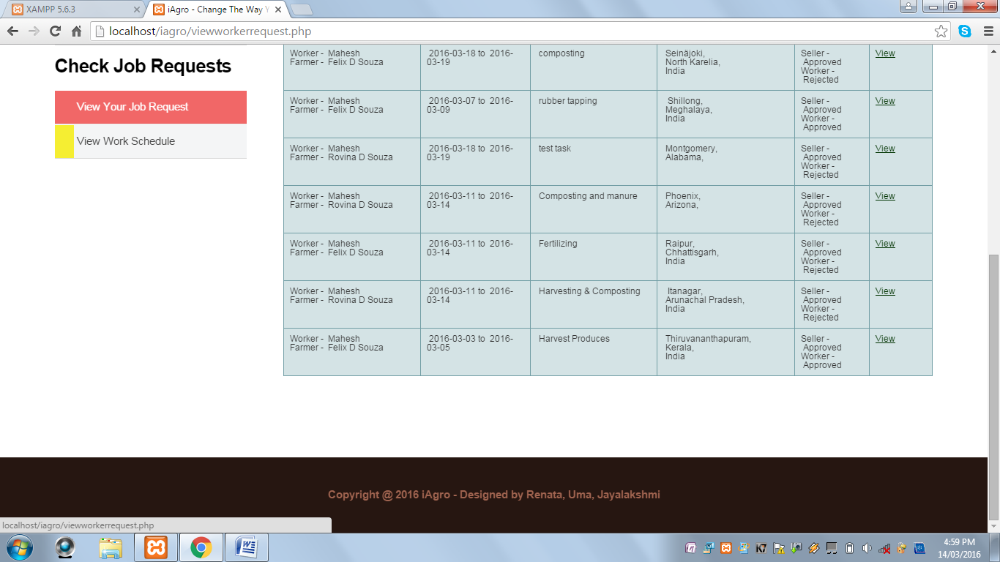 XAMPP 5.6.3
iAgro - Change The Way Y
localhost/iagro/viewworkerrequest.php
Check Job Requests
View Your Job Request
View Work Schedule
Worker - Mahesh
Farmer - Felix D Souza
2016-03-18 to 2016-
03-19
composting
Seinäjoki,
North Karelia,
India
Seller -
Approved
Worker -
Rejected
View
Worker - Mahesh
Farmer - Felix D Souza
2016-03-07 to 2016-
03-09
rubber tapping
Shillong,
Meghalaya,
India
Seller -
Approved
Worker -
Approved
View
Worker - Mahesh
Farmer - Rovina D Souza
2016-03-18 to 2016-
03-19
test task
Montgomery,
Alabama,
Seller -
Approved
Worker -
Rejected
View
Worker - Mahesh
Farmer - Rovina D Souza
2016-03-11 to 2016-
03-14
Composting and manure
Phoenix,
Arizona,
Seller -
Approved
Worker -
Rejected
View
Worker - Mahesh
Farmer - Felix D Souza
2016-03-11 to 2016-
03-14
Fertilizing
Raipur,
Chhattisgarh,
India
Seller -
Approved
Worker -
Rejected
View
Worker - Mahesh
Farmer - Rovina D Souza
2016-03-11 to 2016-
03-14
Harvesting & Composting
Itanagar,
Arunachal Pradesh,
India
Seller -
Approved
Worker -
Rejected
View
Worker - Mahesh
Farmer - Felix D Souza
2016-03-03 to 2016-
03-05
Harvest Produces
Thiruvananthapuram,
Kerala,
India
Seller -
Approved
Worker -
Approved
View
Copyright @ 2016 iAgro - Designed by Renata, Uma, Jayalakshmi
localhost/iagro/viewworkerrequest.php
4:59 PM
14/03/2016